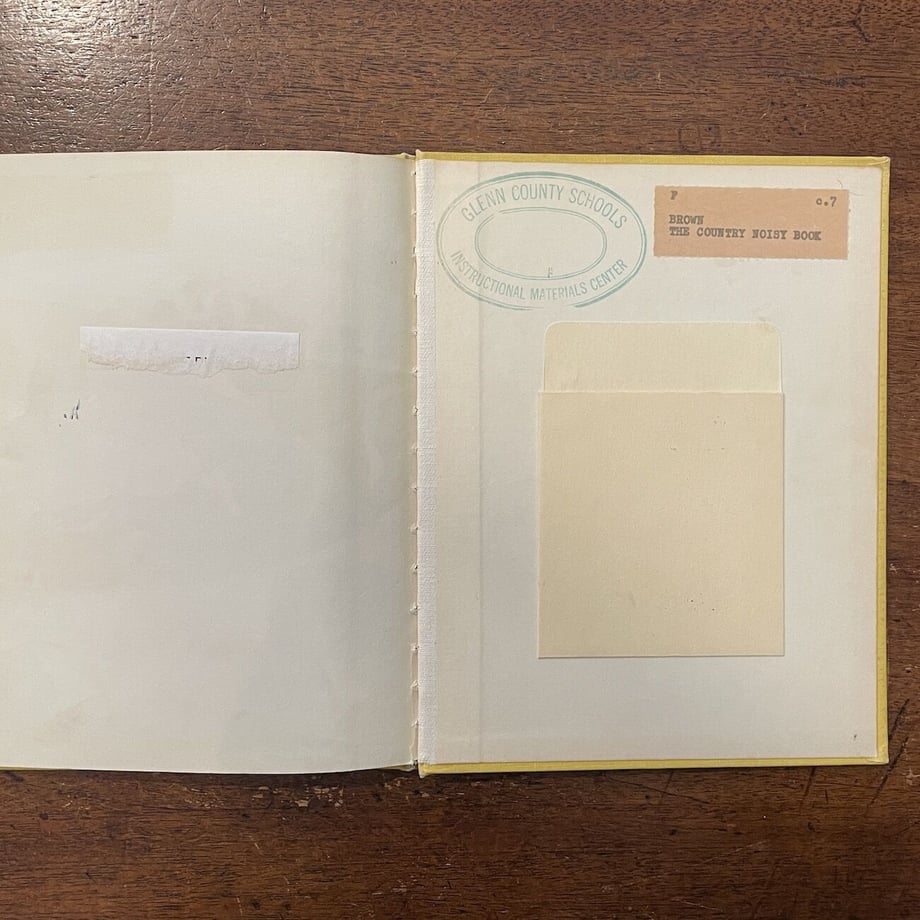 GLENN COUNTY SCHOOLS
INSTRUCTIONAL MATERIALS CENTER
c.7
BROWN
THE COUNTRY NOISY BOOK